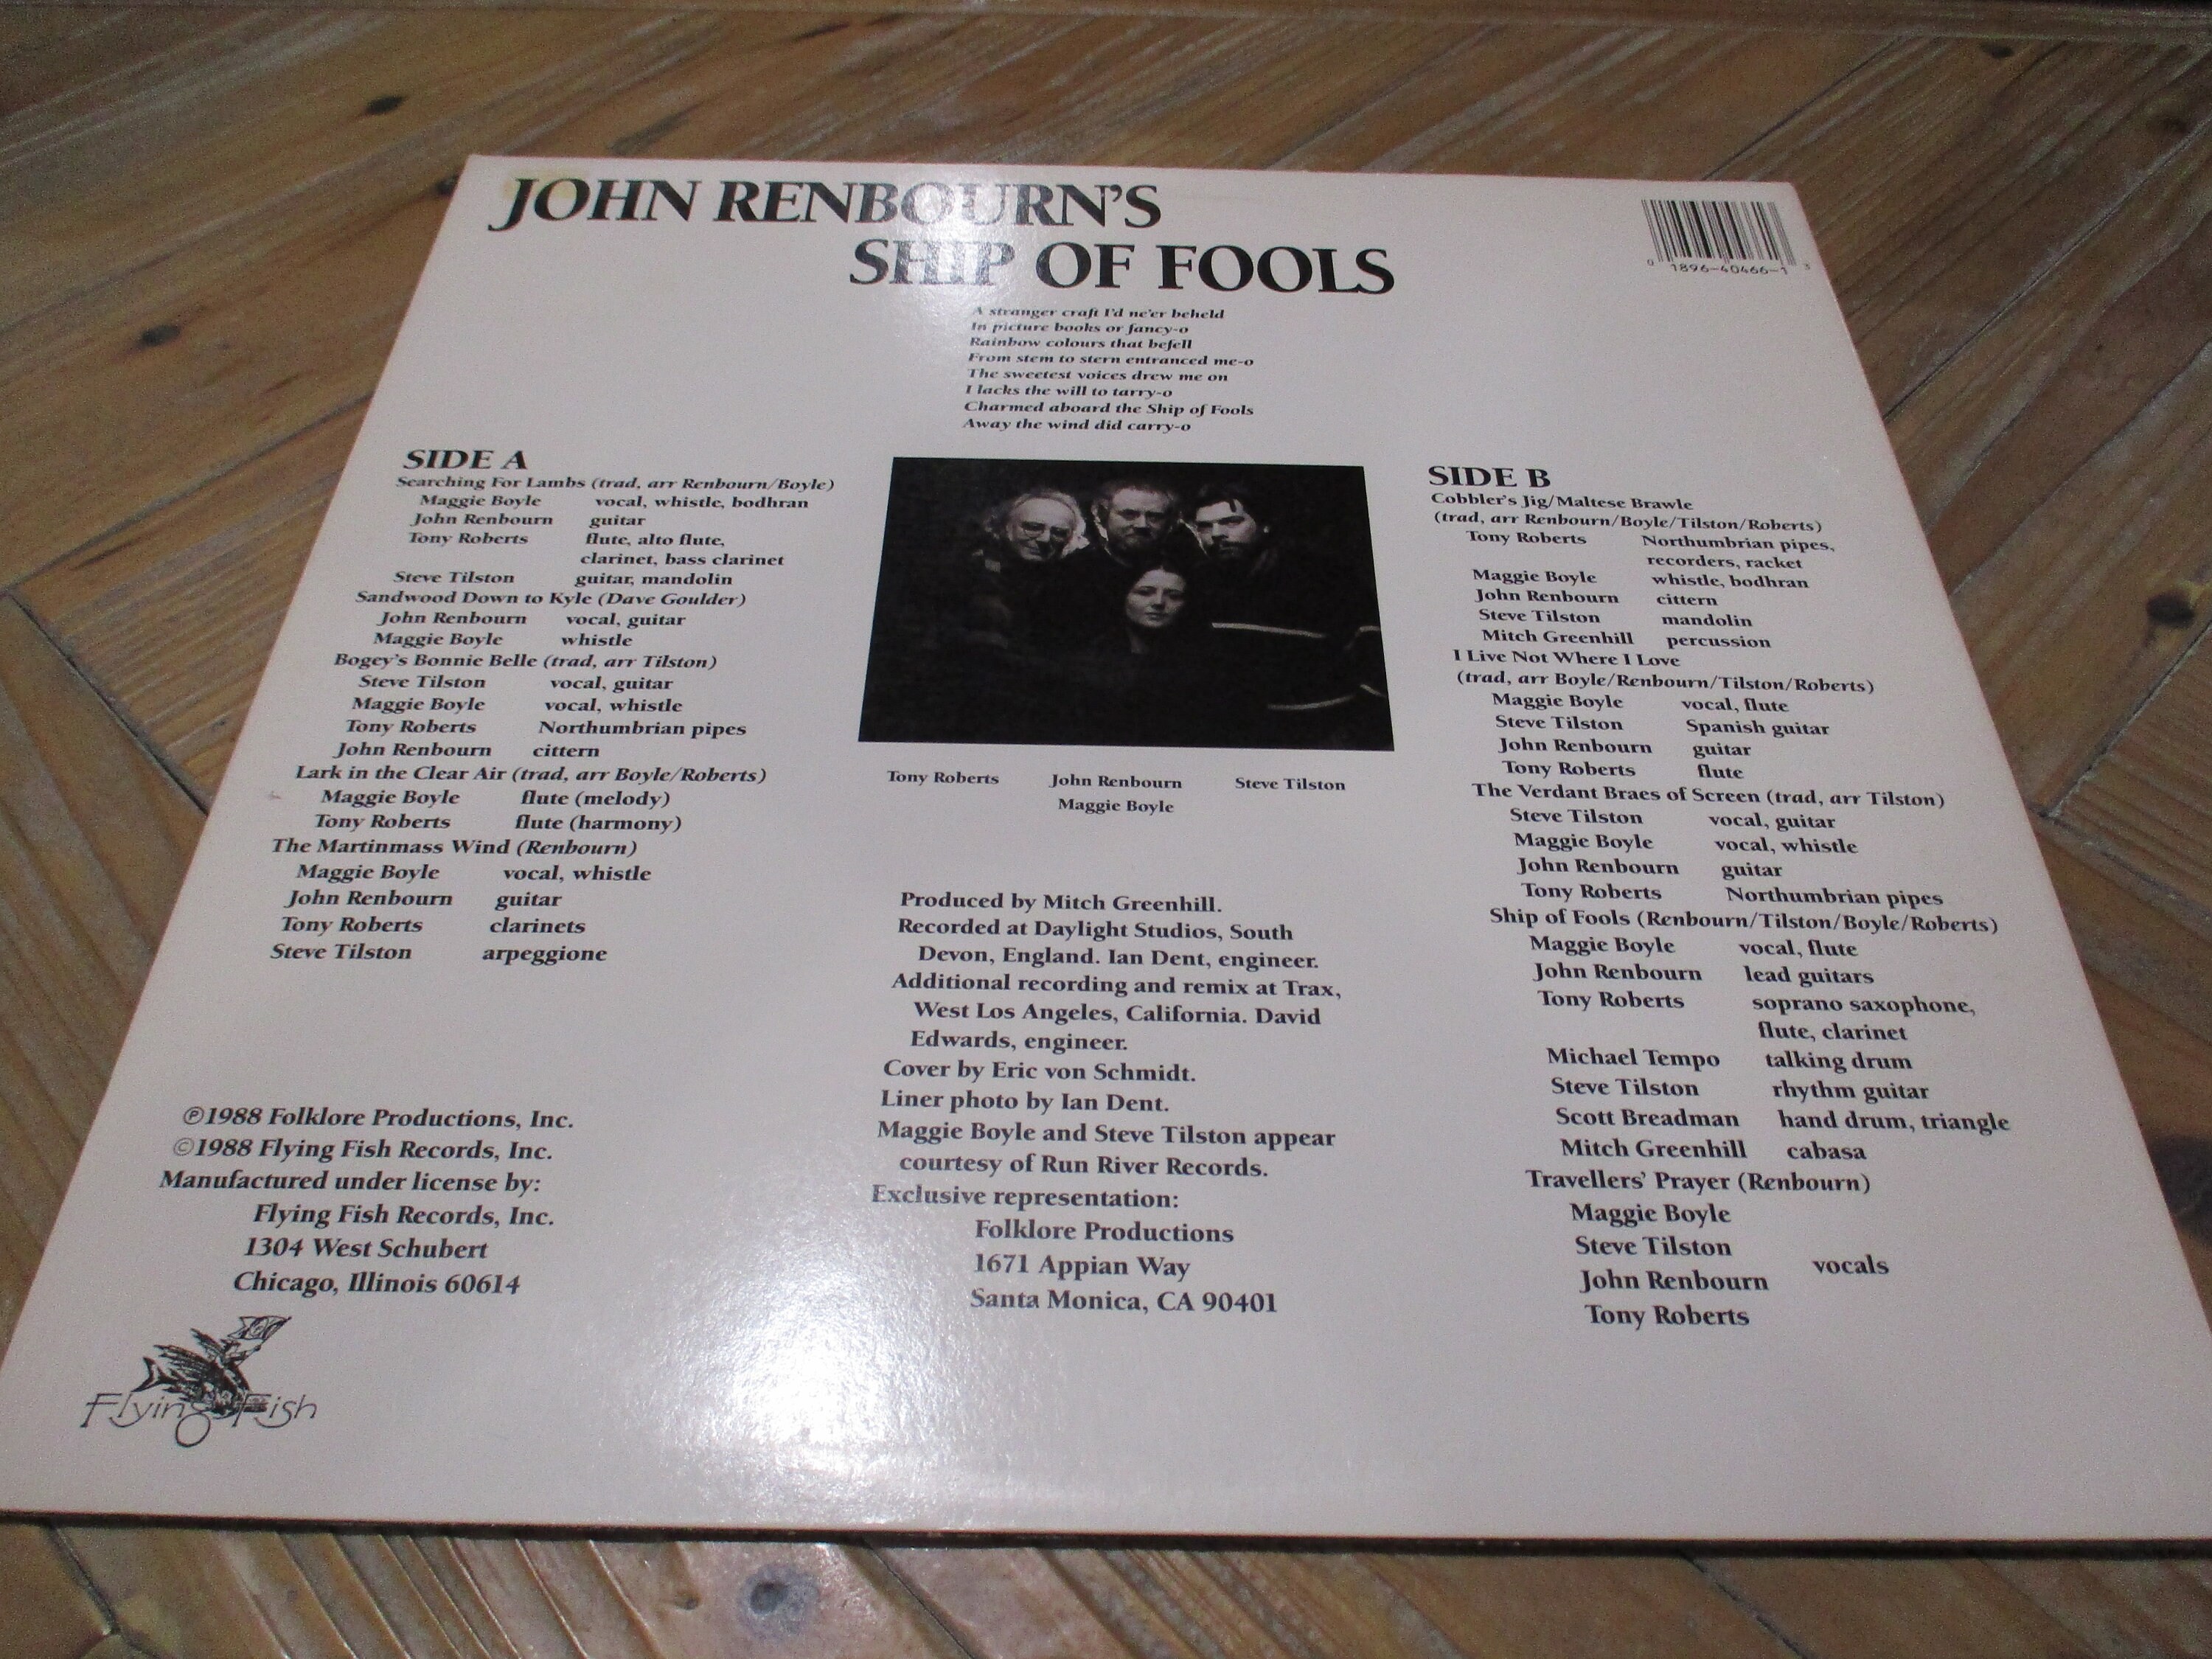 JOHN RENBOURN'S
SHIP OF FOOLS
0 1896-40466-1 3
A stranger craft I'd ne'er beheld
In picture books or fancy-o
Rainbow colours that befell
From stem to stern entranced me-o
The sweetest voices drew me on
I lacks the will to tarry-o
Charmed aboard the Ship of Fools
Away the wind did carry-o
SIDE A
Searching For Lambs (trad, arr Renbourn/Boyle)
Maggie Boyle vocal, whistle, bodhran
John Renbourn guitar
Tony Roberts flute, alto flute,
clarinet, bass clarinet
Steve Tilston guitar, mandolin
Sandwood Down to Kyle (Dave Goulder)
John Renbourn vocal, guitar
Maggie Boyle whistle
Bogey's Bonnie Belle (trad, arr Tilston)
Steve Tilston vocal, guitar
Maggie Boyle vocal, whistle
Tony Roberts Northumbrian pipes
John Renbourn cittern
Lark in the Clear Air (trad, arr Boyle/Roberts)
Maggie Boyle flute (melody)
Tony Roberts flute (harmony)
The Martinmass Wind (Renbourn)
Maggie Boyle vocal, whistle
John Renbourn guitar
Tony Roberts clarinets
Steve Tilston arpeggione
℗1988 Folklore Productions, Inc.
©1988 Flying Fish Records, Inc.
Manufactured under license by:
Flying Fish Records, Inc.
1304 West Schubert
Chicago, Illinois 60614
Flying Fish
Tony Roberts John Renbourn Steve Tilston
Maggie Boyle
Produced by Mitch Greenhill.
Recorded at Daylight Studios, South
Devon, England. Ian Dent, engineer.
Additional recording and remix at Trax,
West Los Angeles, California. David
Edwards, engineer.
Cover by Eric von Schmidt.
Liner photo by Ian Dent.
Maggie Boyle and Steve Tilston appear
courtesy of Run River Records.
Exclusive representation:
Folklore Productions
1671 Appian Way
Santa Monica, CA 90401
SIDE B
Cobbler's Jig/Maltese Brawle
(trad, arr Renbourn/Boyle/Tilston/Roberts)
Tony Roberts Northumbrian pipes,
recorders, racket
Maggie Boyle whistle, bodhran
John Renbourn cittern
Steve Tilston mandolin
Mitch Greenhill percussion
I Live Not Where I Love
(trad, arr Boyle/Renbourn/Tilston/Roberts)
Maggie Boyle vocal, flute
Steve Tilston Spanish guitar
John Renbourn guitar
Tony Roberts flute
The Verdant Braes of Screen (trad, arr Tilston)
Steve Tilston vocal, guitar
Maggie Boyle vocal, whistle
John Renbourn guitar
Tony Roberts Northumbrian pipes
Ship of Fools (Renbourn/Tilston/Boyle/Roberts)
Maggie Boyle vocal, flute
John Renbourn lead guitars
Tony Roberts soprano saxophone,
flute, clarinet
Michael Tempo talking drum
Steve Tilston rhythm guitar
Scott Breadman hand drum, triangle
Mitch Greenhill cabasa
Travellers' Prayer (Renbourn)
Maggie Boyle
Steve Tilston
vocals
John Renbourn
Tony Roberts